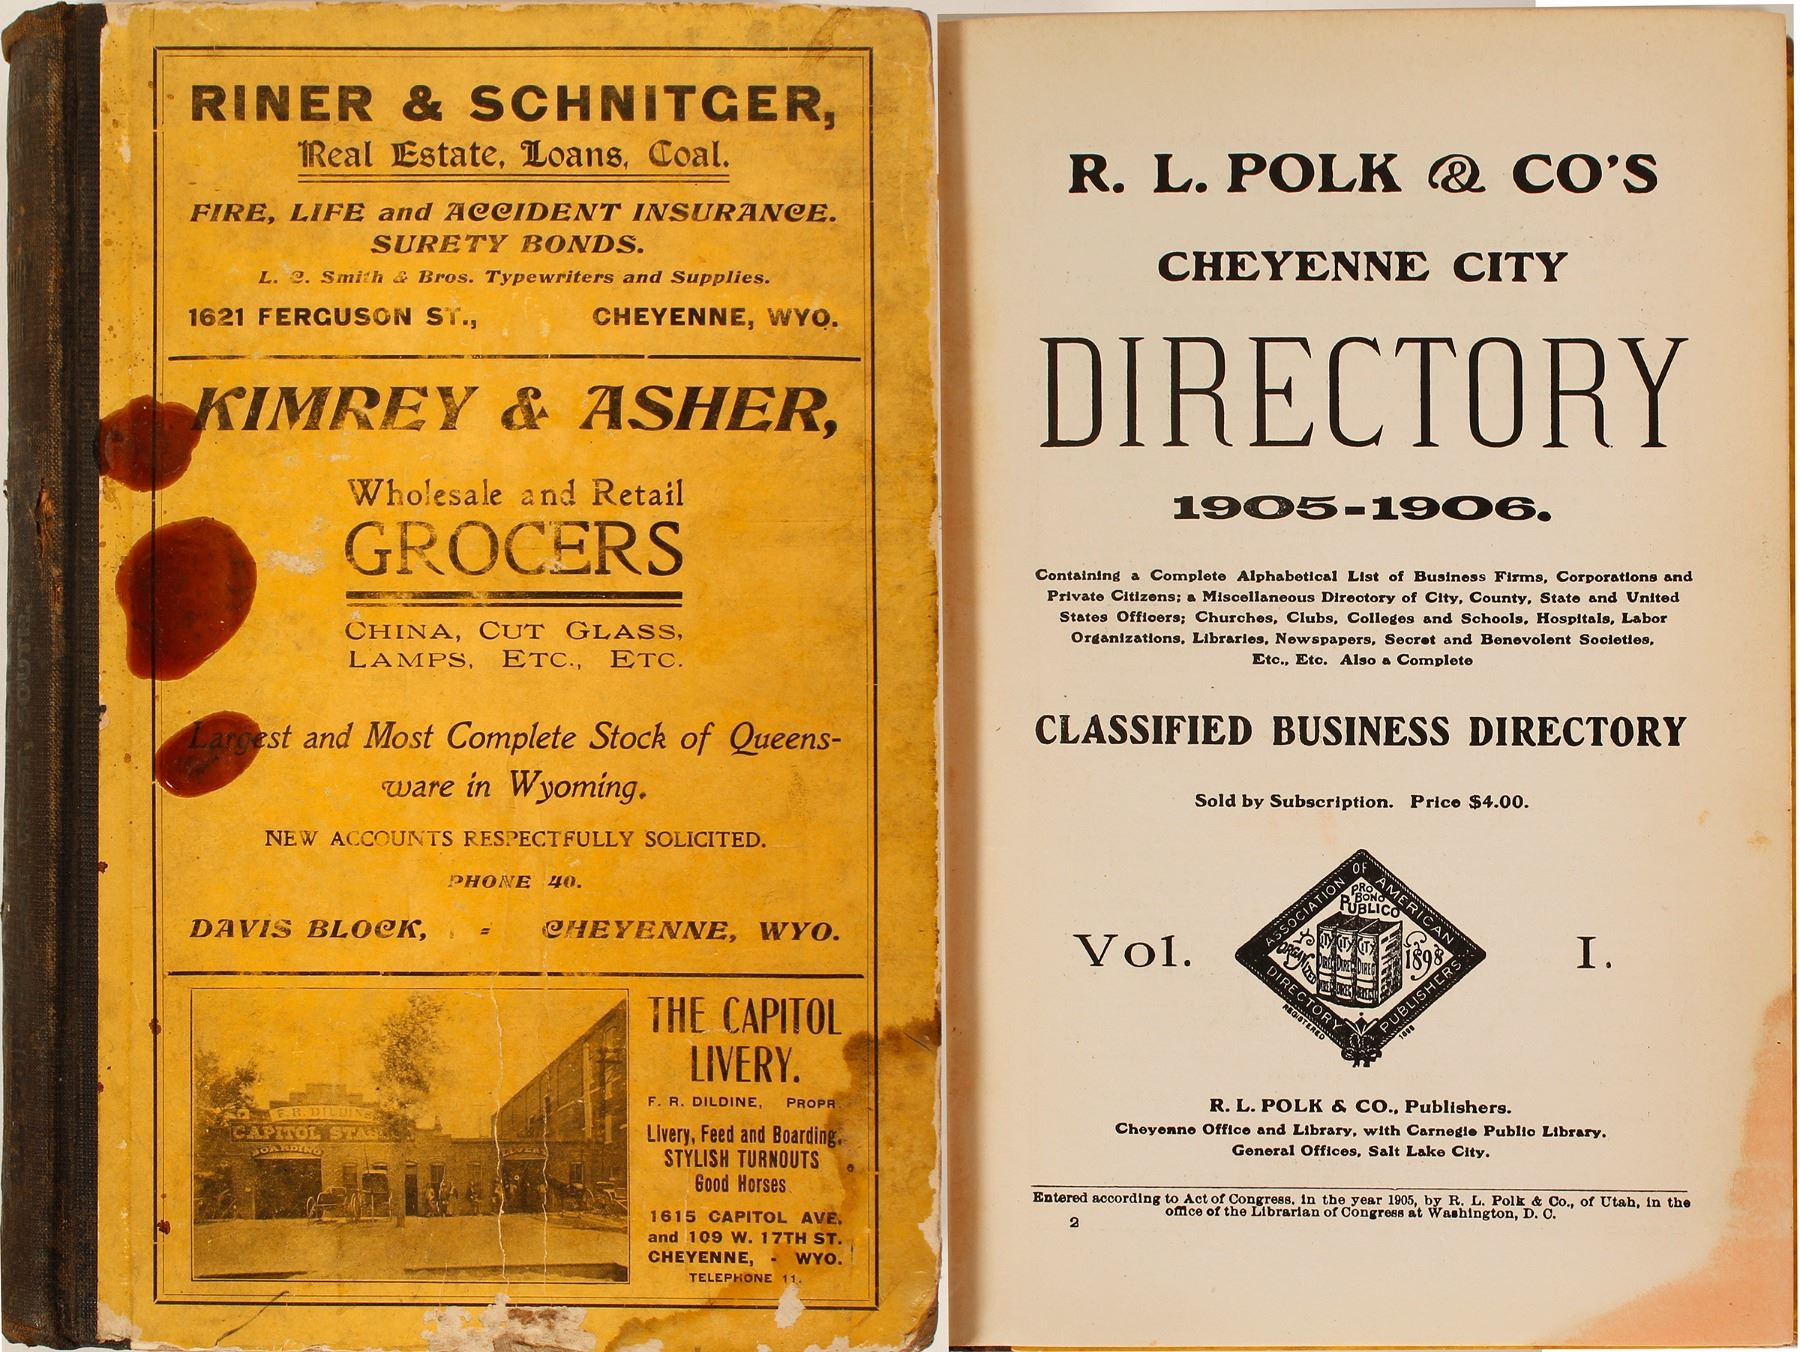 RINER & SCHNITGER,
Real Estate, Loans, Coal.
FIRE, LIFE and ACCIDENT INSURANCE.
SURETY BONDS.
L. C. Smith & Bros. Typewriters and Supplies.
1621 FERGUSON ST., CHEYENNE, WYO.
KIMREY & ASHER,
Wholesale and Retail
GROCERS
CHINA, CUT GLASS,
LAMPS, ETC., ETC.
Largest and Most Complete Stock of Queens-
ware in Wyoming.
NEW ACCOUNTS RESPECTFULLY SOLICITED.
PHONE 40.
DAVIS BLOCK, - CHEYENNE, WYO.
F. R. DILDINE
CAPITOL STABLE
BOARDING
LIVERY
THE CAPITOL
LIVERY.
F. R. DILDINE, PROPR.
Livery, Feed and Boarding.
STYLISH TURNOUTS
Good Horses
1615 CAPITOL AVE.
and 109 W. 17TH ST.
CHEYENNE, - WYO.
TELEPHONE 11.
R. L. POLK & CO'S
CHEYENNE CITY
DIRECTORY
1905-1906.
Containing a Complete Alphabetical List of Business Firms, Corporations and
Private Citizens; a Miscellaneous Directory of City, County, State and United
States Officers; Churches, Clubs, Colleges and Schools, Hospitals, Labor
Organizations, Libraries, Newspapers, Secret and Benevolent Societies,
Etc., Etc. Also a Complete
CLASSIFIED BUSINESS DIRECTORY
Sold by Subscription. Price $4.00.
Vol. I.
ASSOCIATION OF AMERICAN
DIRECTORY PUBLISHERS
PRO
BONO
PUBLICO
ORGANIZED 1898
CITY CITY CITY
REGISTERED 1898
R. L. POLK & CO., Publishers.
Cheyenne Office and Library, with Carnegie Public Library.
General Offices, Salt Lake City.
Entered according to Act of Congress, in the year 1905, by R. L. Polk & Co., of Utah, in the
office of the Librarian of Congress at Washington, D. C.
2